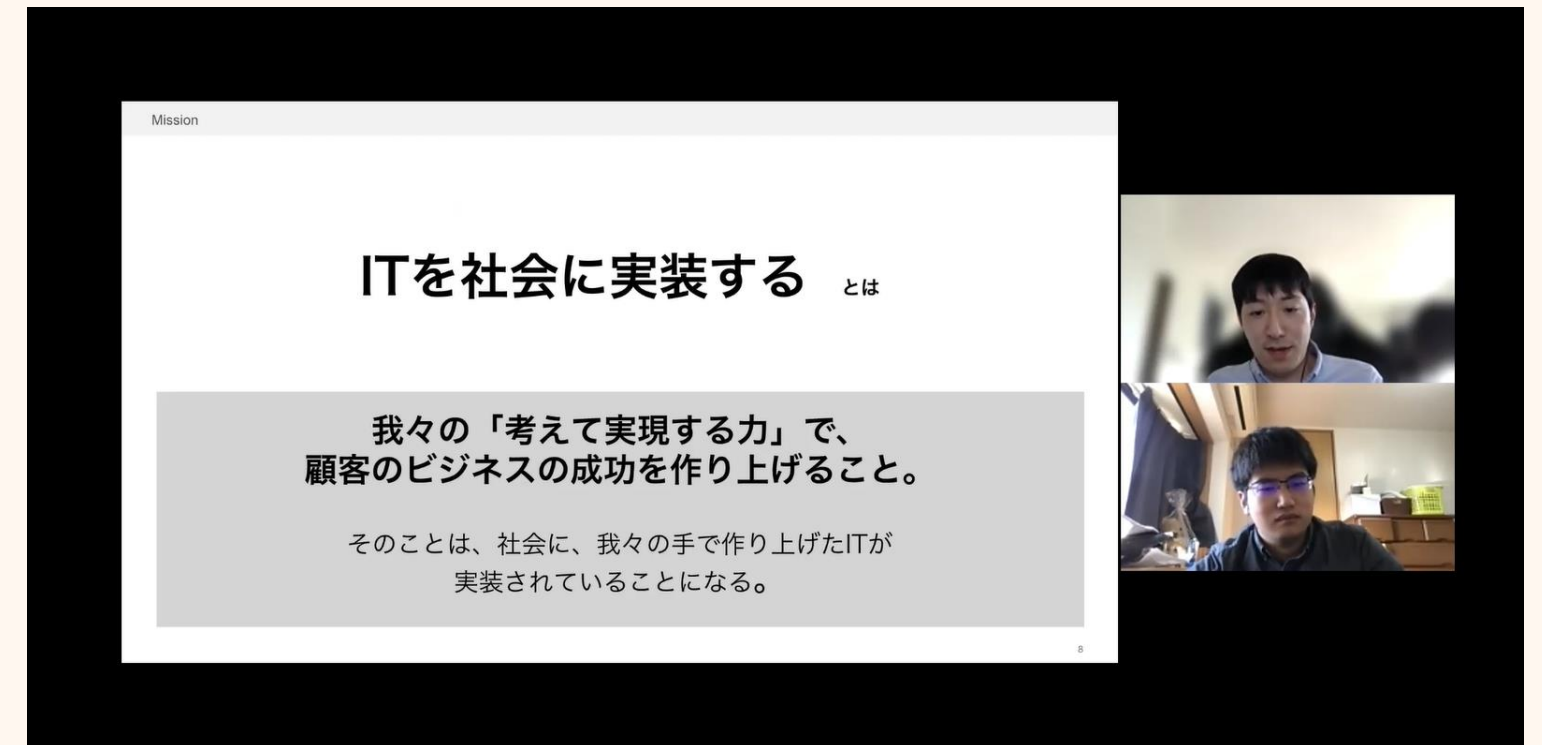 Mission
ITを社会に実装する とは
我々の「考えて実現する力」で、
顧客のビジネスの成功を作り上げること。
そのことは、社会に、我々の手で作り上げたITが
実装されていることになる。
8